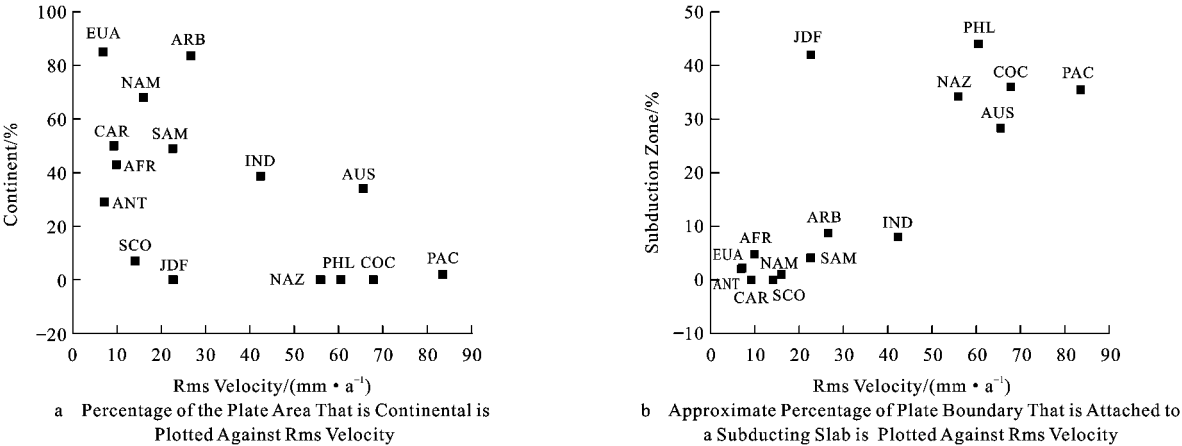 100
80
60
40
20
0
−20
Continent/%
EUA
ARB
NAM
CAR
SAM
AFR
IND
AUS
ANT
SCO
JDF
NAZ
PHL
COC
PAC
0 10 20 30 40 50 60 70 80 90
Rms Velocity/(mm · a⁻¹)
a Percentage of the Plate Area That is Continental is
Plotted Against Rms Velocity
50
40
30
20
10
0
−10
Subduction Zone/%
PHL
JDF
NAZ
COC
PAC
AUS
ARB
IND
AFR
EUA
NAM
SAM
ANT
CAR
SCO
0 10 20 30 40 50 60 70 80 90
Rms Velocity/(mm · a⁻¹)
b Approximate Percentage of Plate Boundary That is Attached to
a Subducting Slab is Plotted Against Rms Velocity